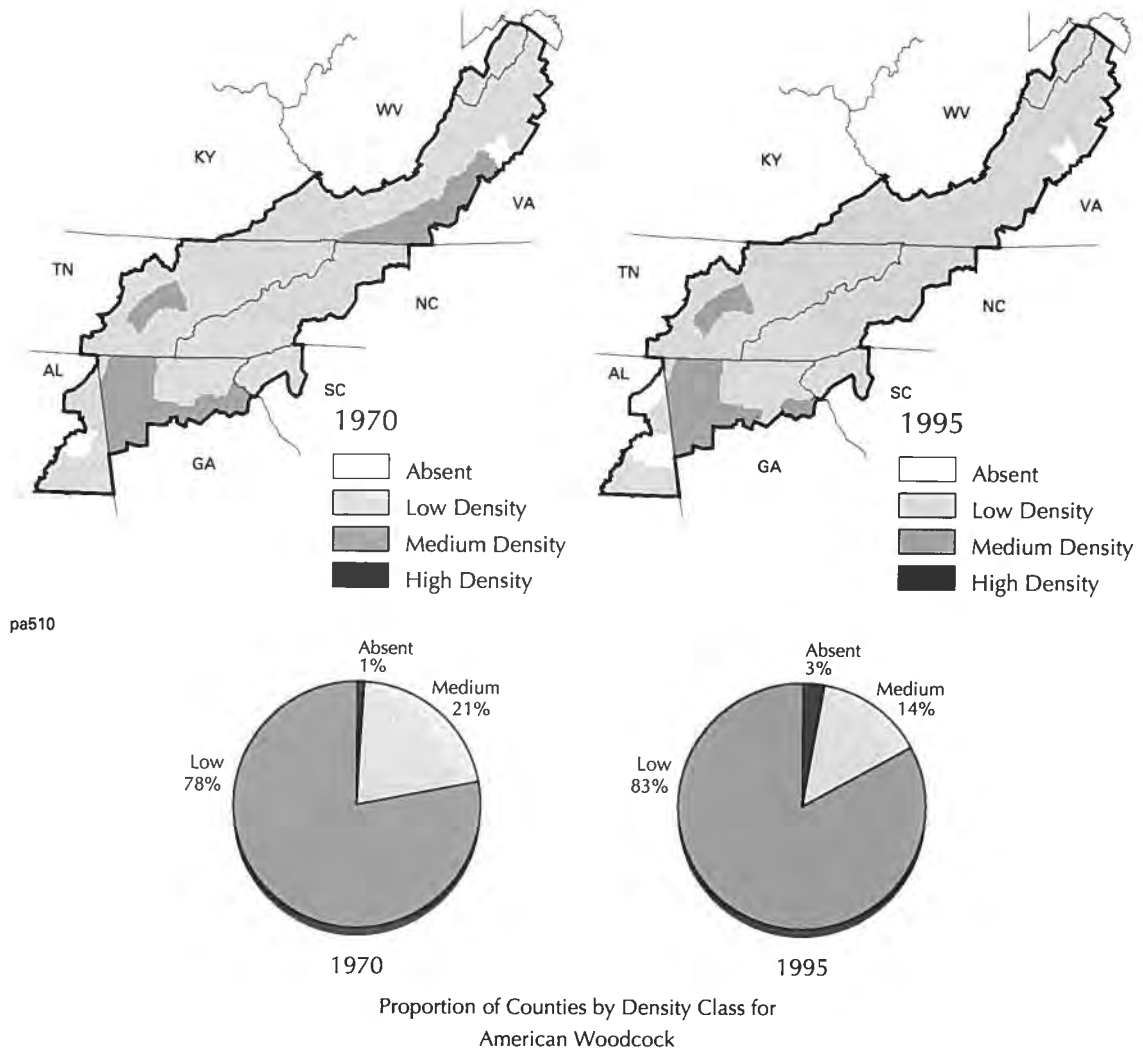 WV
KY
VA
TN
NC
AL
SC
1970
GA
Absent
Low Density
Medium Density
High Density
WV
KY
VA
TN
NC
AL
SC
1995
GA
Absent
Low Density
Medium Density
High Density
pa510
Absent
1%
Medium
21%
Low
78%
1970
Absent
3%
Medium
14%
Low
83%
1995
Proportion of Counties by Density Class for
American Woodcock